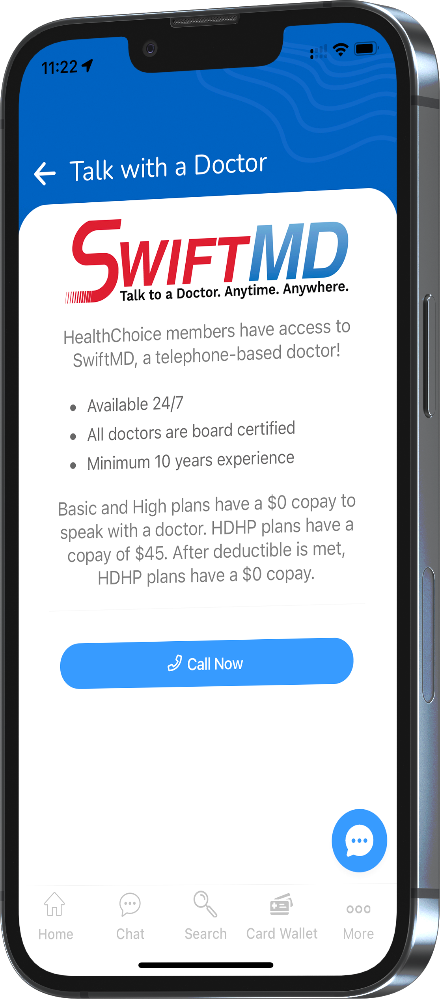 11:22
Talk with a Doctor
SWIFTMD
Talk to a Doctor. Anytime. Anywhere.
HealthChoice members have access to
SwiftMD, a telephone-based doctor!
• Available 24/7
• All doctors are board certified
• Minimum 10 years experience
Basic and High plans have a $0 copay to
speak with a doctor. HDHP plans have a
copay of $45. After deductible is met,
HDHP plans have a $0 copay.
Call Now
Home Chat Search Card Wallet More